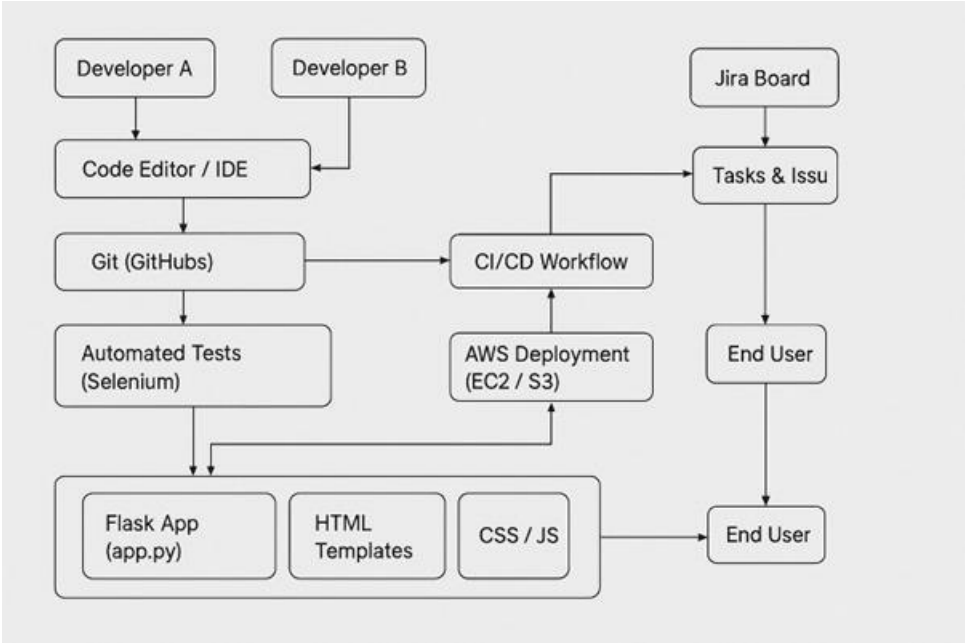 Developer A
Developer B
Jira Board
Code Editor / IDE
Tasks & Issu
Git (GitHubs)
CI/CD Workflow
Automated Tests
(Selenium)
AWS Deployment
(EC2 / S3)
End User
Flask App
(app.py)
HTML
Templates
CSS / JS
End User